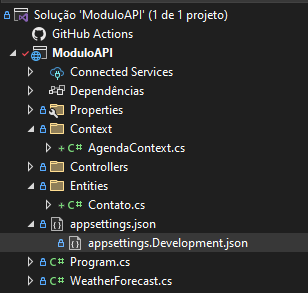 Solução 'ModuloAPI' (1 de 1 projeto)
GitHub Actions
ModuloAPI
Connected Services
Dependências
Properties
Context
C# AgendaContext.cs
Controllers
Entities
C# Contato.cs
appsettings.json
appsettings.Development.json
C# Program.cs
C# WeatherForecast.cs